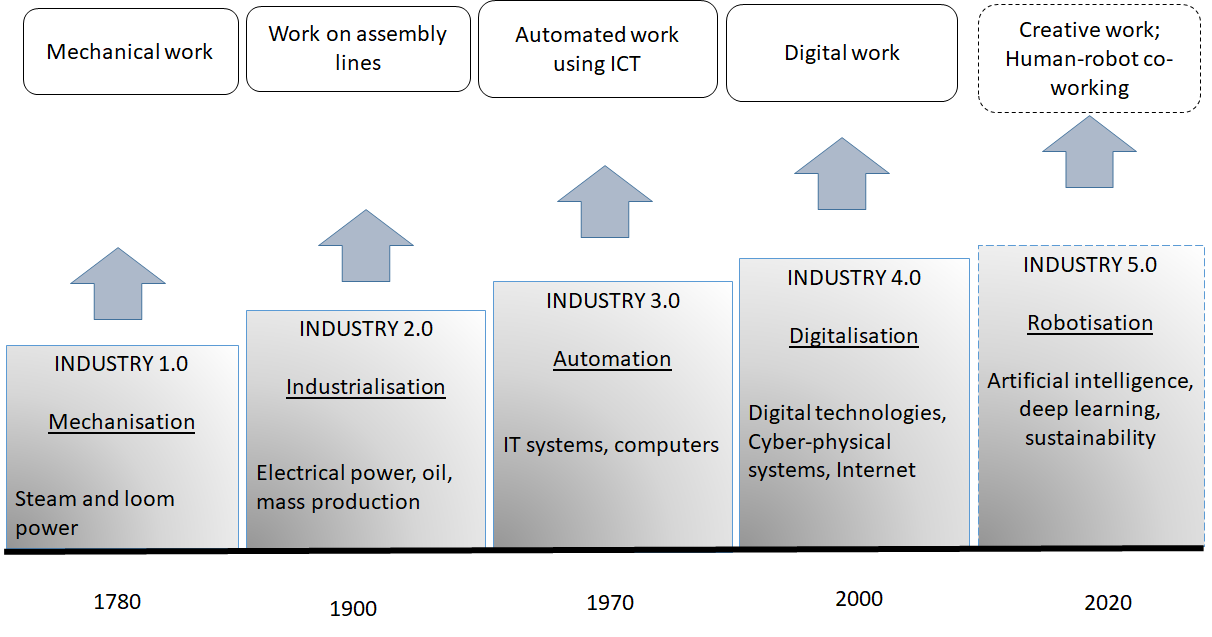 Mechanical work
Work on assembly
lines
Automated work
using ICT
Digital work
Creative work;
Human-robot co-
working
INDUSTRY 1.0
Mechanisation
Steam and loom
power
INDUSTRY 2.0
Industrialisation
Electrical power, oil,
mass production
INDUSTRY 3.0
Automation
IT systems, computers
INDUSTRY 4.0
Digitalisation
Digital technologies,
Cyber-physical
systems, Internet
INDUSTRY 5.0
Robotisation
Artificial intelligence,
deep learning,
sustainability
1780
1900
1970
2000
2020